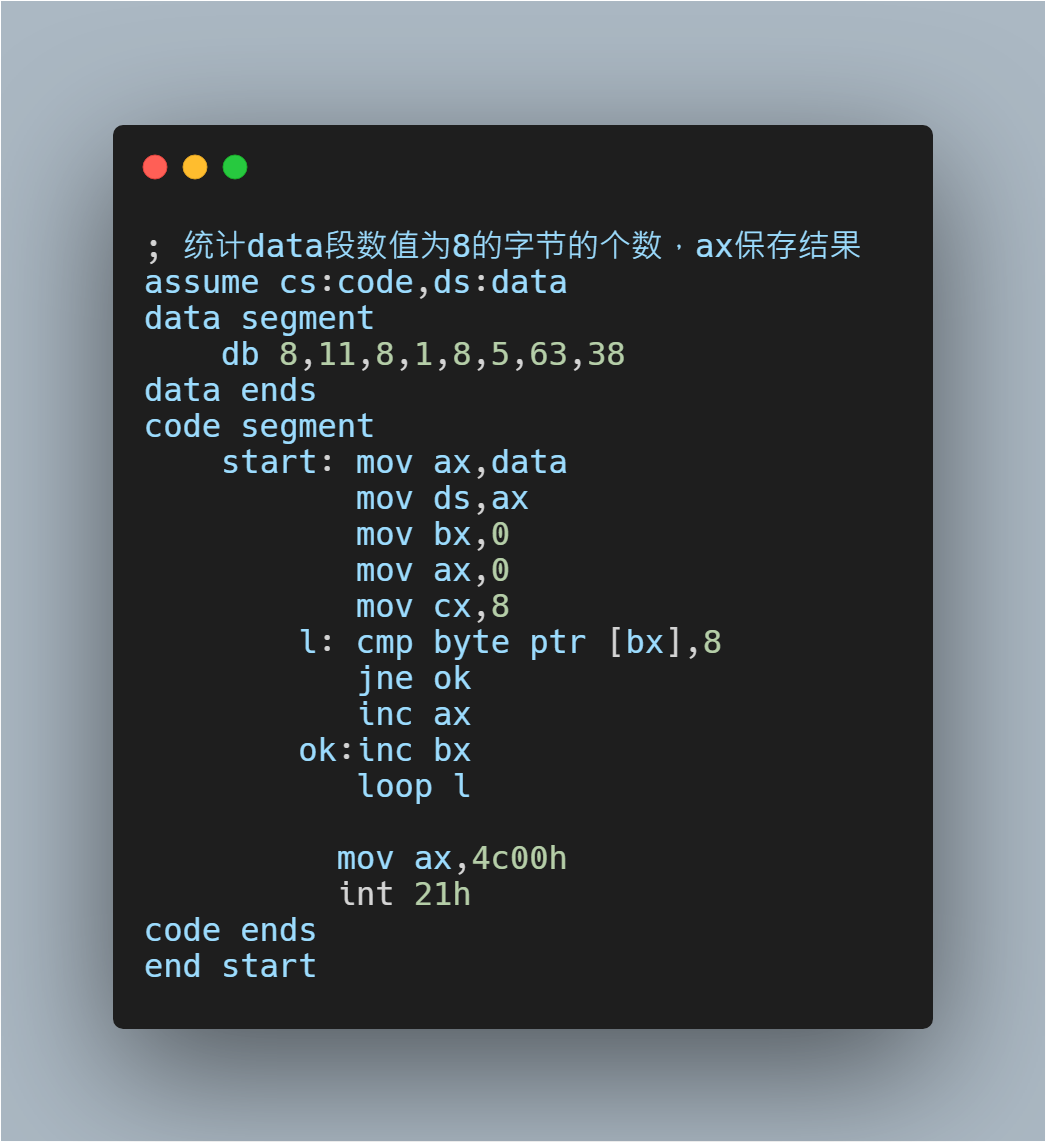 ; 统计data段数值为8的字节的个数，ax保存结果
assume cs:code,ds:data
data segment
    db 8,11,8,1,8,5,63,38
data ends
code segment
    start: mov ax,data
           mov ds,ax
           mov bx,0
           mov ax,0
           mov cx,8
        l: cmp byte ptr [bx],8
           jne ok
           inc ax
        ok:inc bx
           loop l

          mov ax,4c00h
          int 21h
code ends
end start